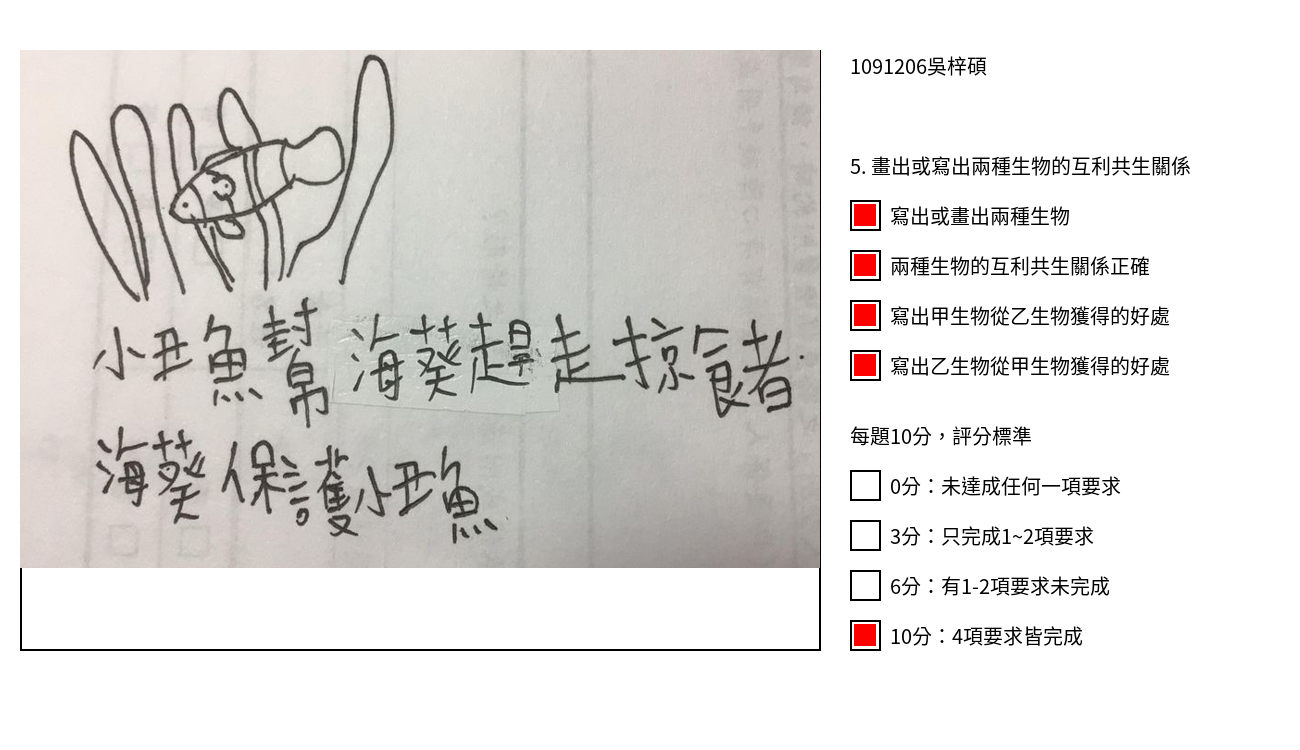 小丑魚幫海葵趕走掠食者.
海葵保護小丑魚
1091206吳梓碩
5. 畫出或寫出兩種生物的互利共生關係
寫出或畫出兩種生物
兩種生物的互利共生關係正確
寫出甲生物從乙生物獲得的好處
寫出乙生物從甲生物獲得的好處
每題10分，評分標準
0分：未達成任何一項要求
3分：只完成1~2項要求
6分：有1-2項要求未完成
10分：4項要求皆完成